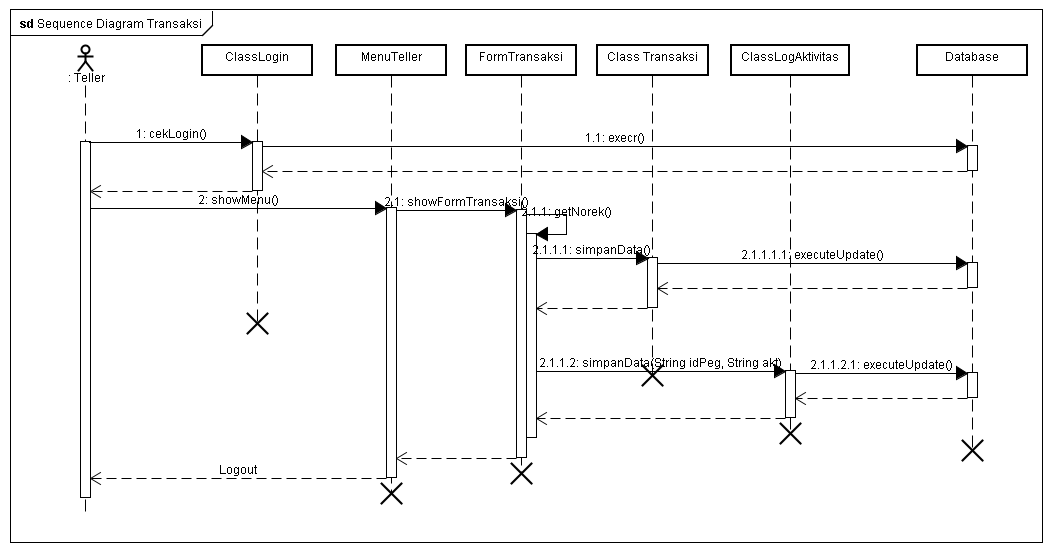 sd Sequence Diagram Transaksi
: Teller
ClassLogin
MenuTeller
FormTransaksi
Class Transaksi
ClassLogAktivitas
Database
1: cekLogin()
1.1: execr()
2: showMenu()
2.1: showFormTransaksi()
2.1.1: getNorek()
2.1.1.1: simpanData()
2.1.1.1.1: executeUpdate()
2.1.1.2: simpanData(String idPeg, String akt)
2.1.1.2.1: executeUpdate()
Logout